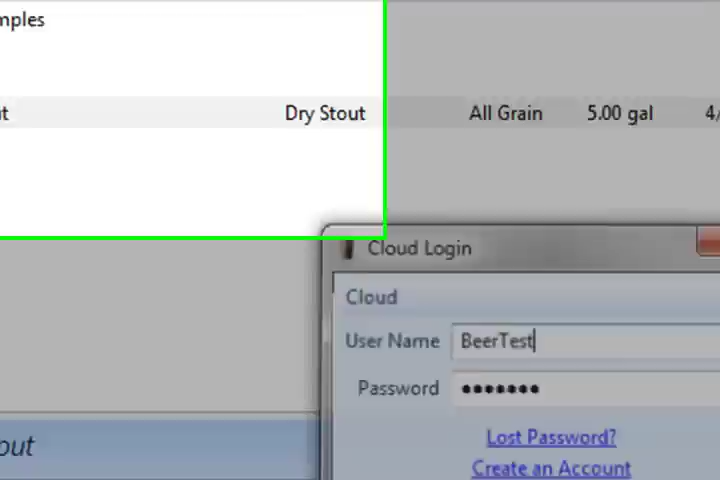 mples
t Dry Stout All Grain 5.00 gal 4/
Cloud Login
Cloud
User Name BeerTest
Password •••••••
Lost Password?
Create an Account
out